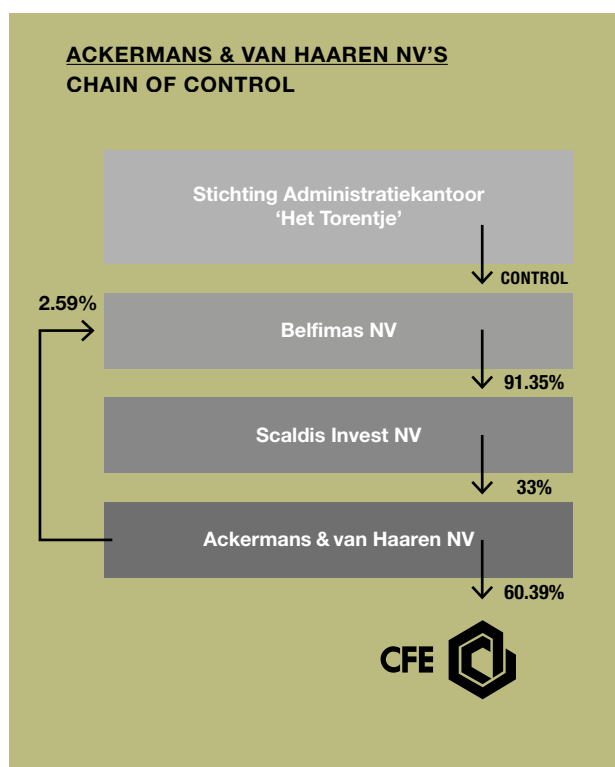 ACKERMANS & VAN HAAREN NV’S
CHAIN OF CONTROL
Stichting Administratiekantoor
‘Het Torentje’
CONTROL
2.59%
Belfimas NV
91.35%
Scaldis Invest NV
33%
Ackermans & van Haaren NV
60.39%
CFE